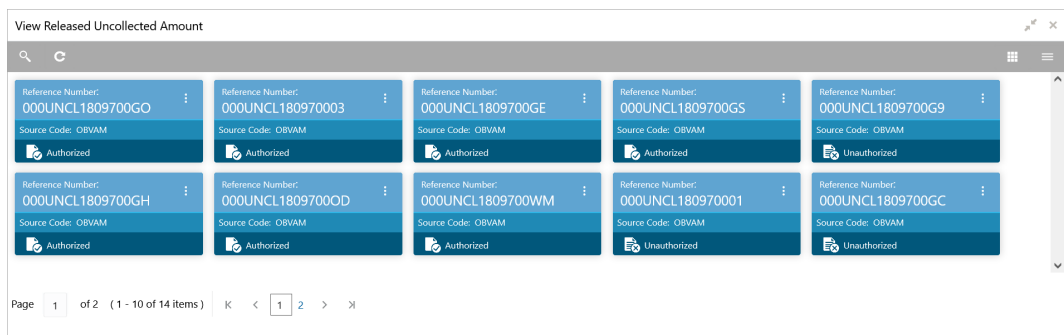 View Released Uncollected Amount
Reference Number:
000UNCL1809700GO
Source Code: OBVAM
Authorized
Reference Number:
000UNCL180970003
Source Code: OBVAM
Authorized
Reference Number:
000UNCL1809700GE
Source Code: OBVAM
Authorized
Reference Number:
000UNCL1809700GS
Source Code: OBVAM
Authorized
Reference Number:
000UNCL1809700G9
Source Code: OBVAM
Unauthorized
Reference Number:
000UNCL1809700GH
Source Code: OBVAM
Authorized
Reference Number:
000UNCL1809700OD
Source Code: OBVAM
Authorized
Reference Number:
000UNCL1809700WM
Source Code: OBVAM
Authorized
Reference Number:
000UNCL180970001
Source Code: OBVAM
Unauthorized
Reference Number:
000UNCL1809700GC
Source Code: OBVAM
Unauthorized
Page 1 of 2 (1 - 10 of 14 items) 1 2